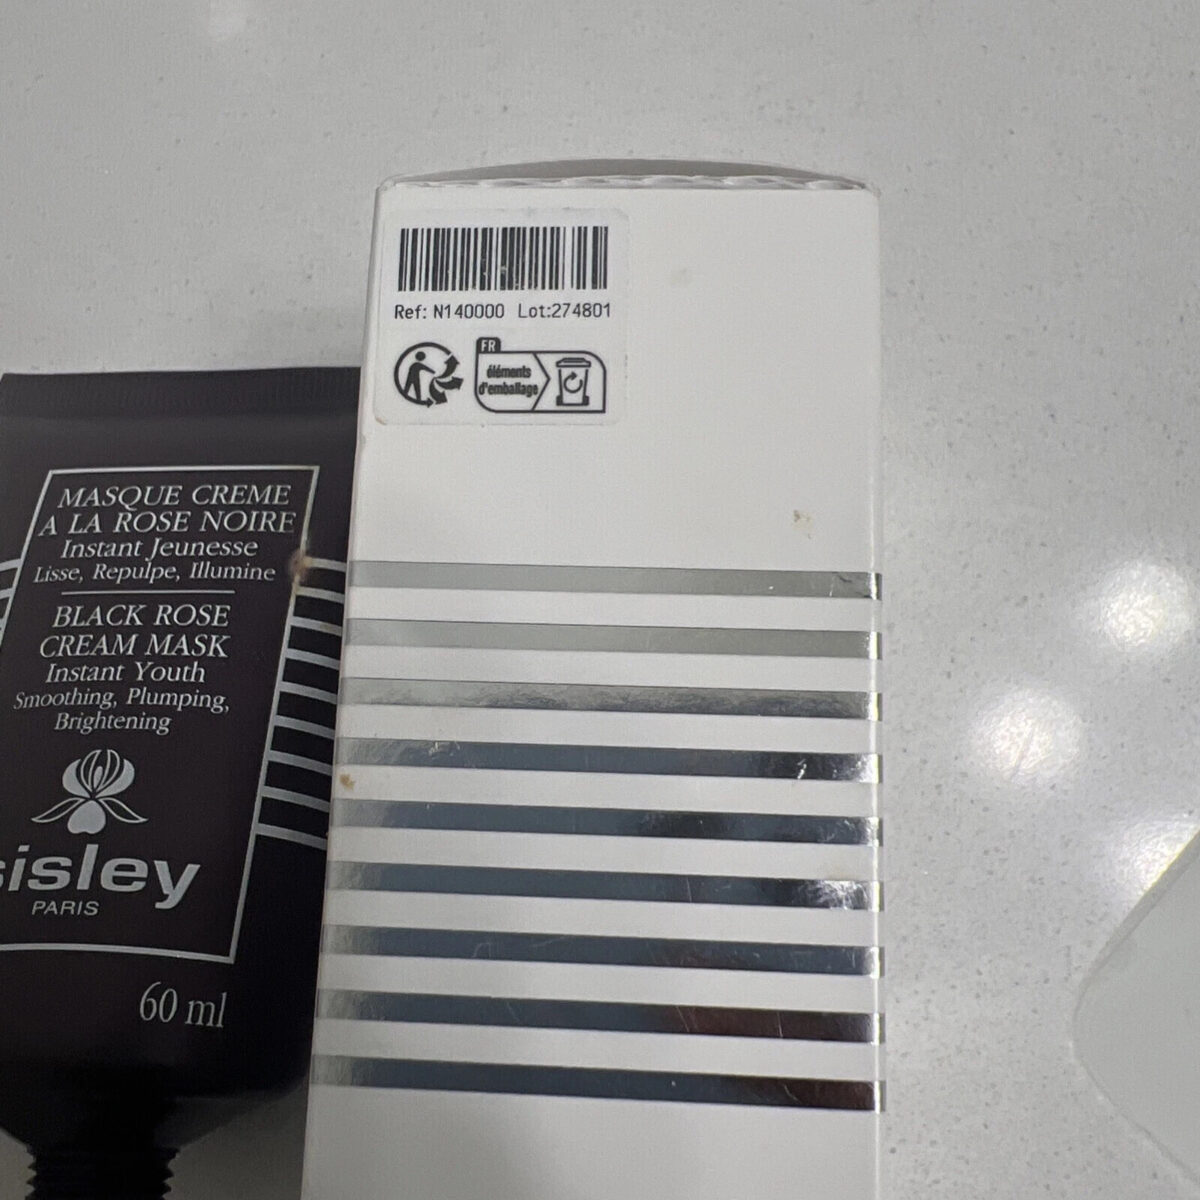 Ref: N140000 Lot:274801
FR
éléments
d'emballage
MASQUE CREME
A LA ROSE NOIRE
Instant Jeunesse
Lisse, Repulpe, Illumine
BLACK ROSE
CREAM MASK
Instant Youth
Smoothing, Plumping,
Brightening
sisley
PARIS
60 ml